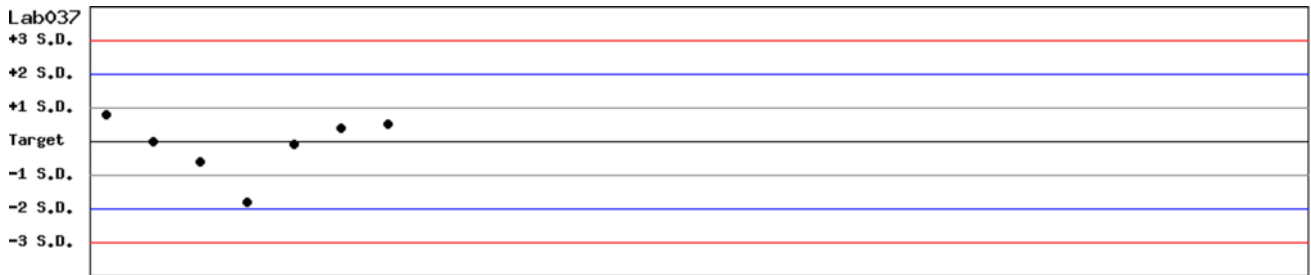 Lab037
+3 S.D.
+2 S.D.
+1 S.D.
Target
-1 S.D.
-2 S.D.
-3 S.D.